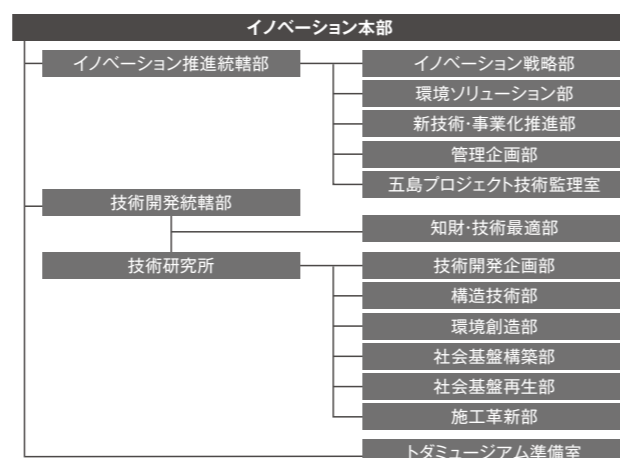 イノベーション本部
イノベーション推進統轄部
イノベーション戦略部
環境ソリューション部
新技術・事業化推進部
管理企画部
五島プロジェクト技術監理室
技術開発統轄部
知財・技術最適部
技術研究所
技術開発企画部
構造技術部
環境創造部
社会基盤構築部
社会基盤再生部
施工革新部
トダミュージアム準備室